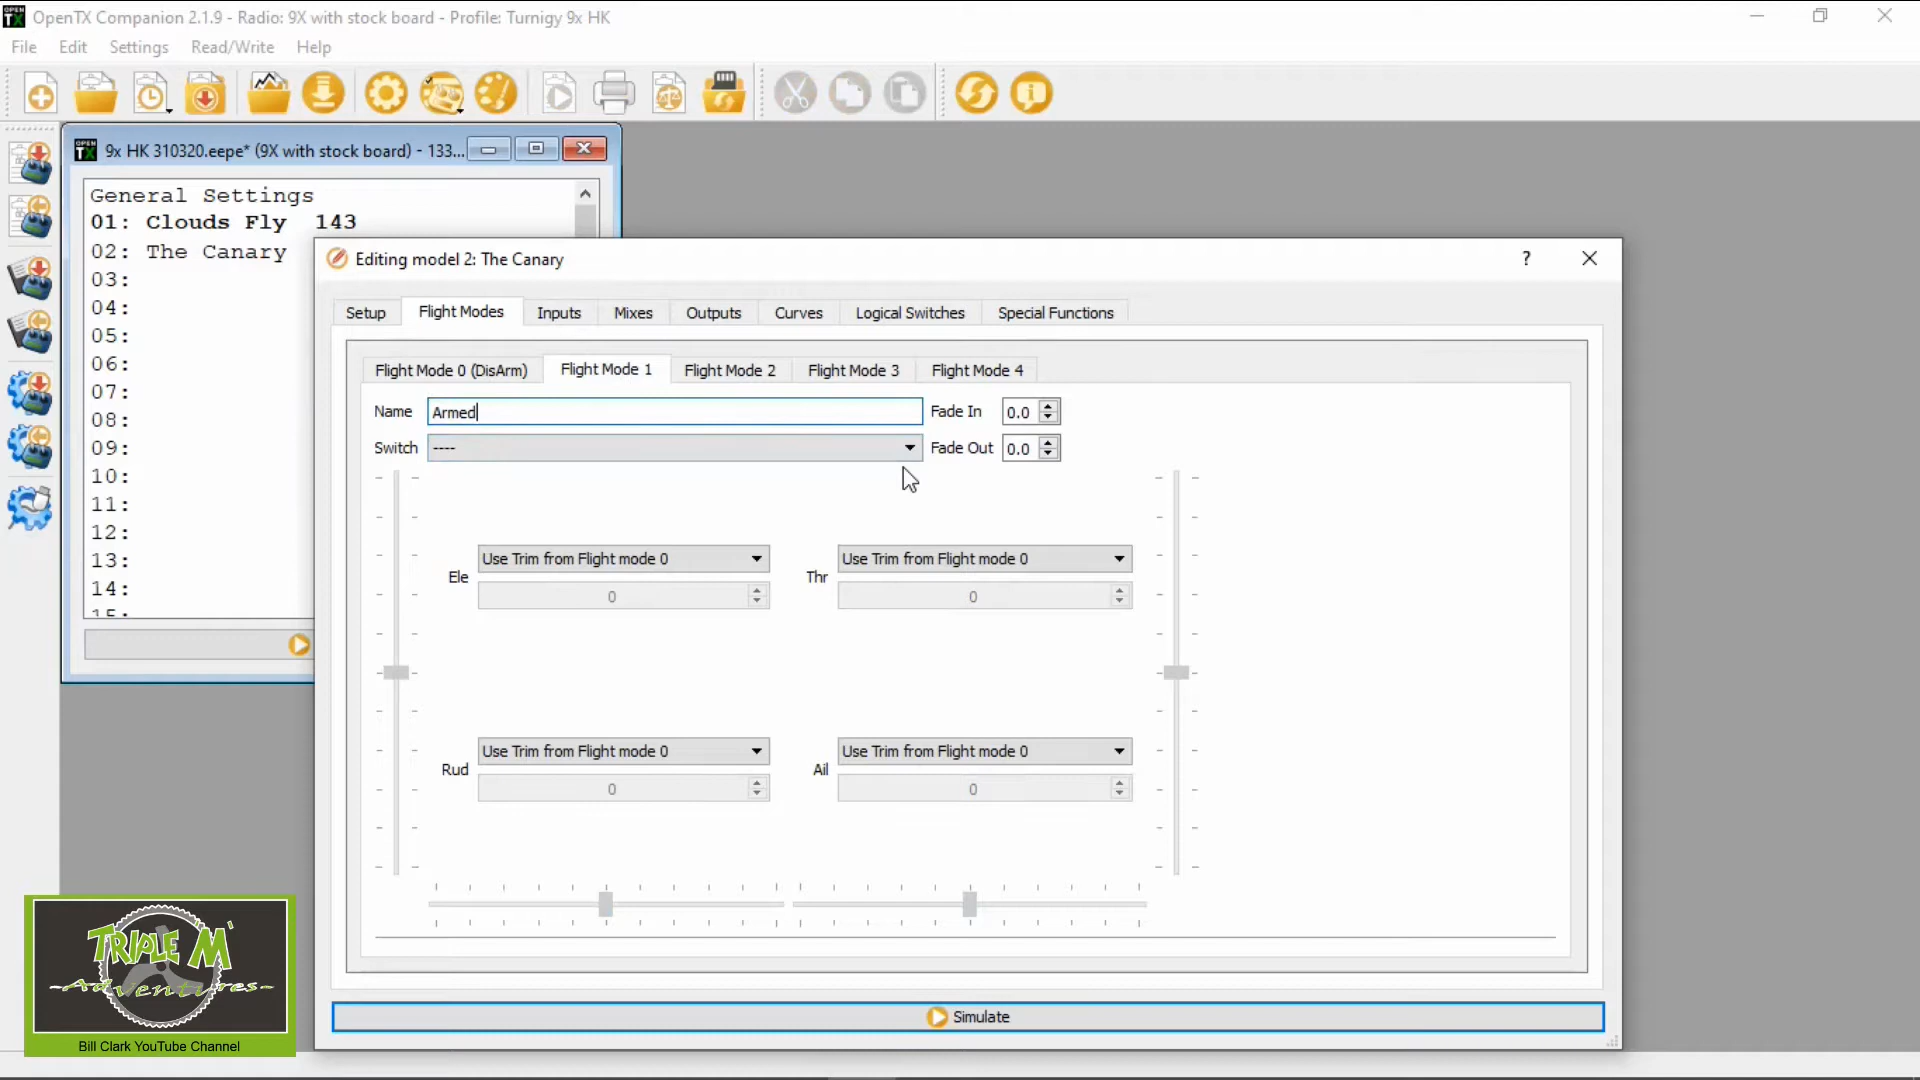 OpenTX Companion 2.1.9 - Radio: 9X with stock board - Profile: Turnigy 9x HK
File Edit Settings Read/Write Help
9x HK 310320.eepe* (9X with stock board) - 133...
General Settings
01: Clouds Fly 143
02: The Canary
03:
04:
05:
06:
07:
08:
09:
10:
11:
12:
13:
14:
15:
Editing model 2: The Canary
Setup Flight Modes Inputs Mixes Outputs Curves Logical Switches Special Functions
Flight Mode 0 (DisArm) Flight Mode 1 Flight Mode 2 Flight Mode 3 Flight Mode 4
Name Armed Fade In 0.0
Switch ---- Fade Out 0.0
Ele Use Trim from Flight mode 0 Thr Use Trim from Flight mode 0
0 0
Rud Use Trim from Flight mode 0 Ail Use Trim from Flight mode 0
0 0
Simulate
TRIPLE M'
-Adventures-
Bill Clark YouTube Channel